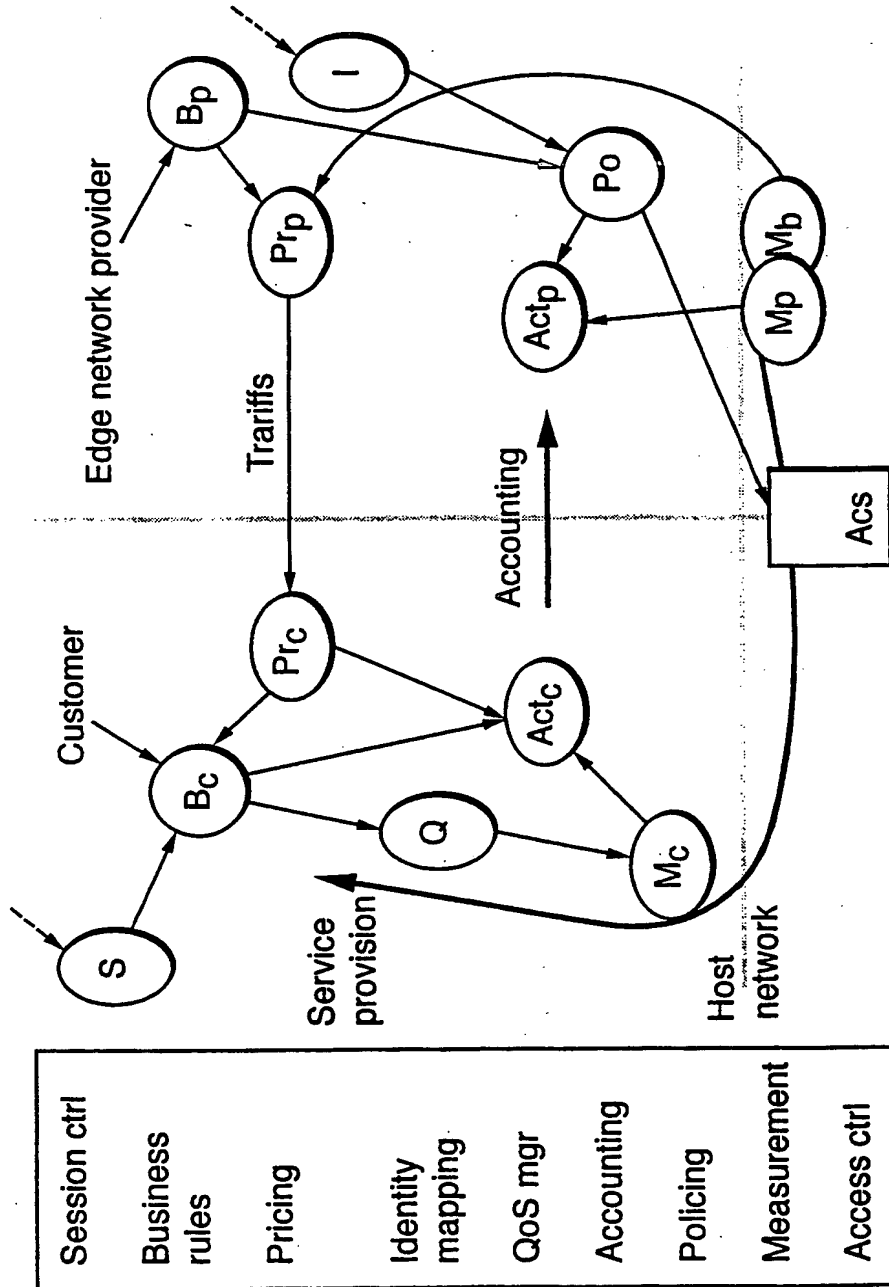 Session ctrl
Business
rules
Pricing
Identity
mapping
QoS mgr
Accounting
Policing
Measurement
Access ctrl
S
Customer
Edge network provider
Bc
Bp
Prc
Trariffs
Prp
I
Service
provision
Q
Actc
Accounting
Actp
Po
Mc
Host
network
Mp
Mb
Acs